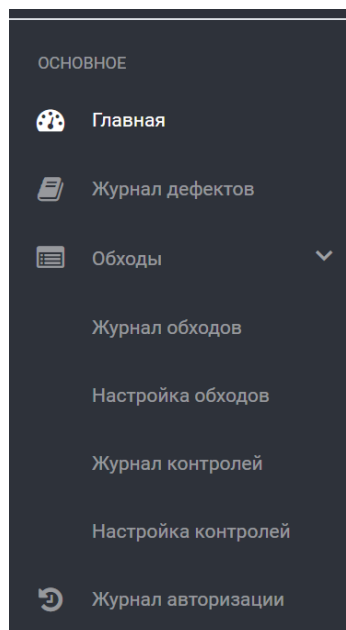 ОСНОВНОЕ
Главная
Журнал дефектов
Обходы
Журнал обходов
Настройка обходов
Журнал контролей
Настройка контролей
Журнал авторизации